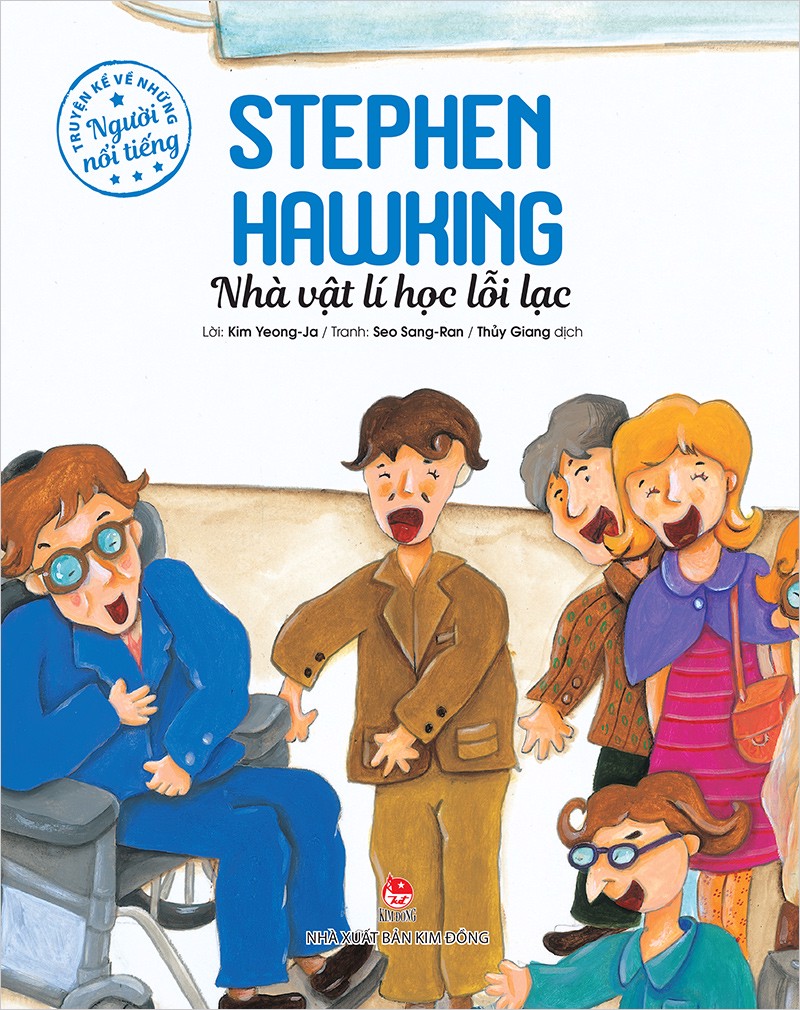 TRUYỆN KỂ VỀ NHỮNG
Người
nổi tiếng
STEPHEN
HAWKING
Nhà vật lí học lỗi lạc
Lời: Kim Yeong-Ja / Tranh: Seo Sang-Ran / Thủy Giang dịch
KIM ĐỒNG
NHÀ XUẤT BẢN KIM ĐỒNG